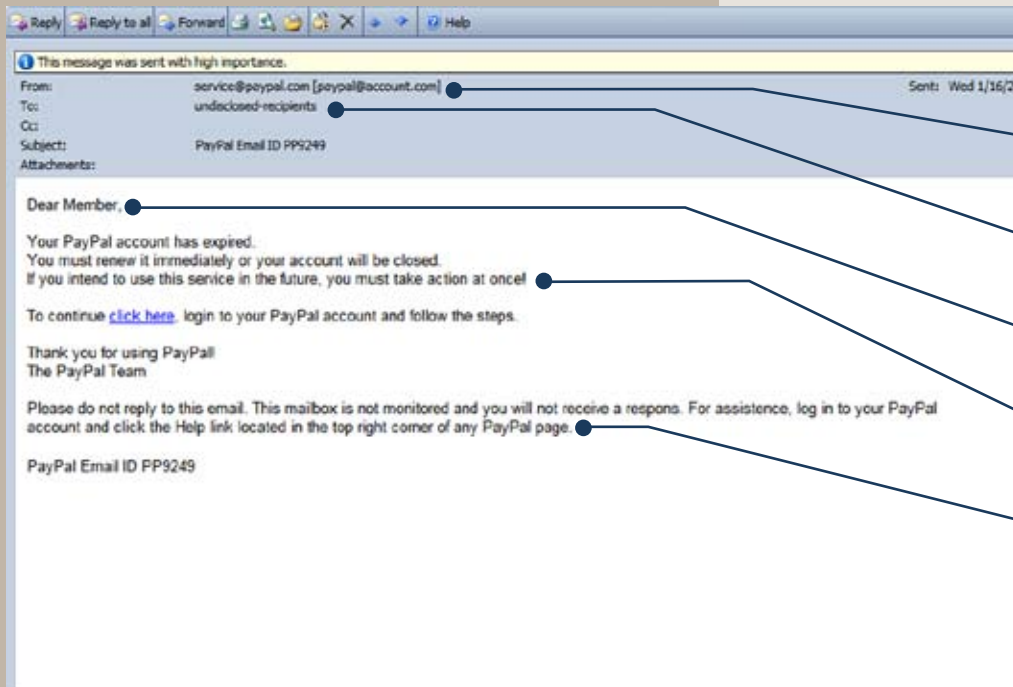 Reply Reply to all Forward Help
This message was sent with high importance.
From: service@paypal.com [paypal@account.com] Sent: Wed 1/16/2
To: undisclosed-recipients
Cc:
Subject: PayPal Email ID PP9249
Attachments:
Dear Member,
Your PayPal account has expired.
You must renew it immediately or your account will be closed.
If you intend to use this service in the future, you must take action at once!
To continue click here, login to your PayPal account and follow the steps.
Thank you for using PayPal!
The PayPal Team
Please do not reply to this email. This mailbox is not monitored and you will not receive a respons. For assistence, log in to your PayPal
account and click the Help link located in the top right corner of any PayPal page.
PayPal Email ID PP9249